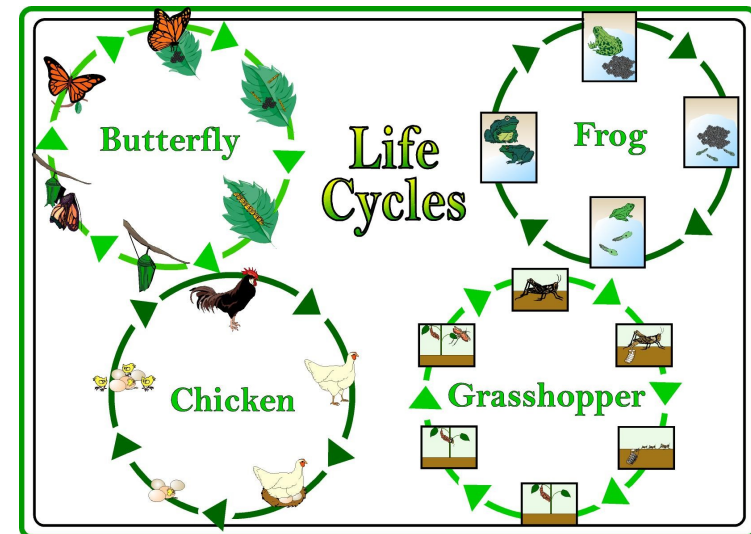 Butterfly
Life
Cycles
Frog
Chicken
Grasshopper